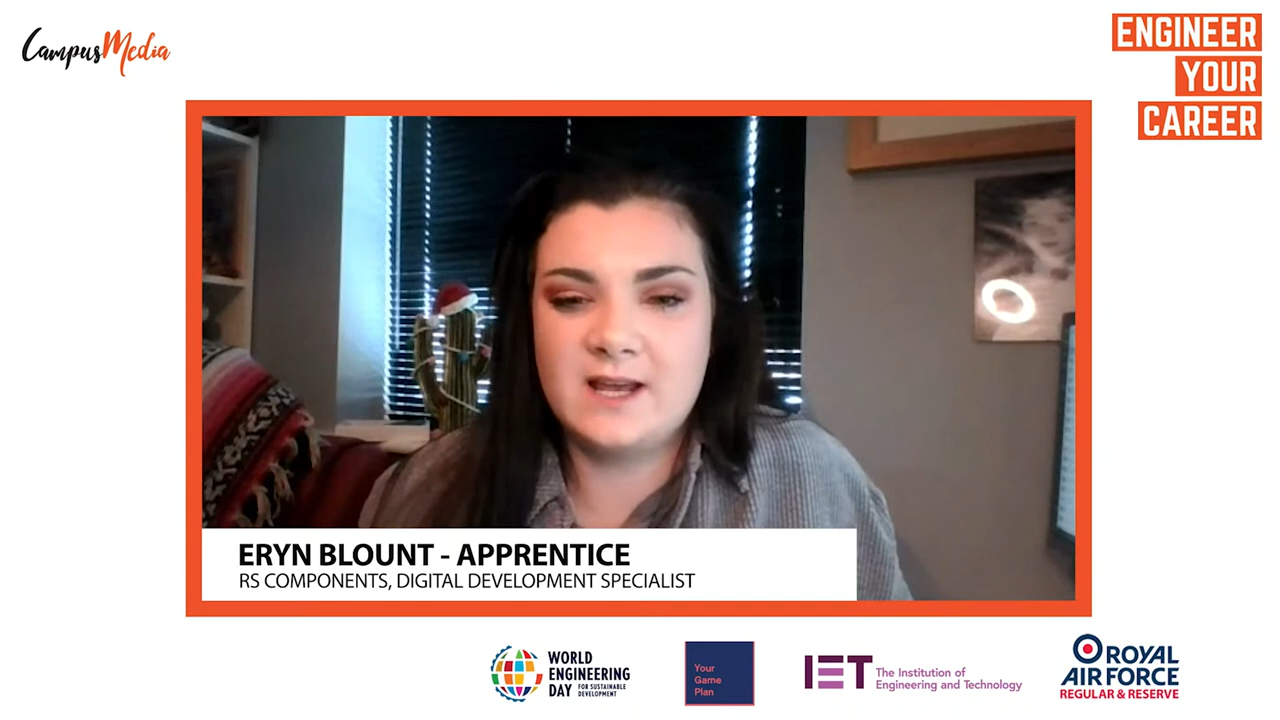 CampusMedia
ENGINEER
YOUR
CAREER
ERYN BLOUNT - APPRENTICE
RS COMPONENTS, DIGITAL DEVELOPMENT SPECIALIST
WORLD
ENGINEERING
DAY FOR SUSTAINABLE
DEVELOPMENT
Your
Game
Plan
IET The Institution of
Engineering and Technology
ROYAL
AIR FORCE
REGULAR & RESERVE